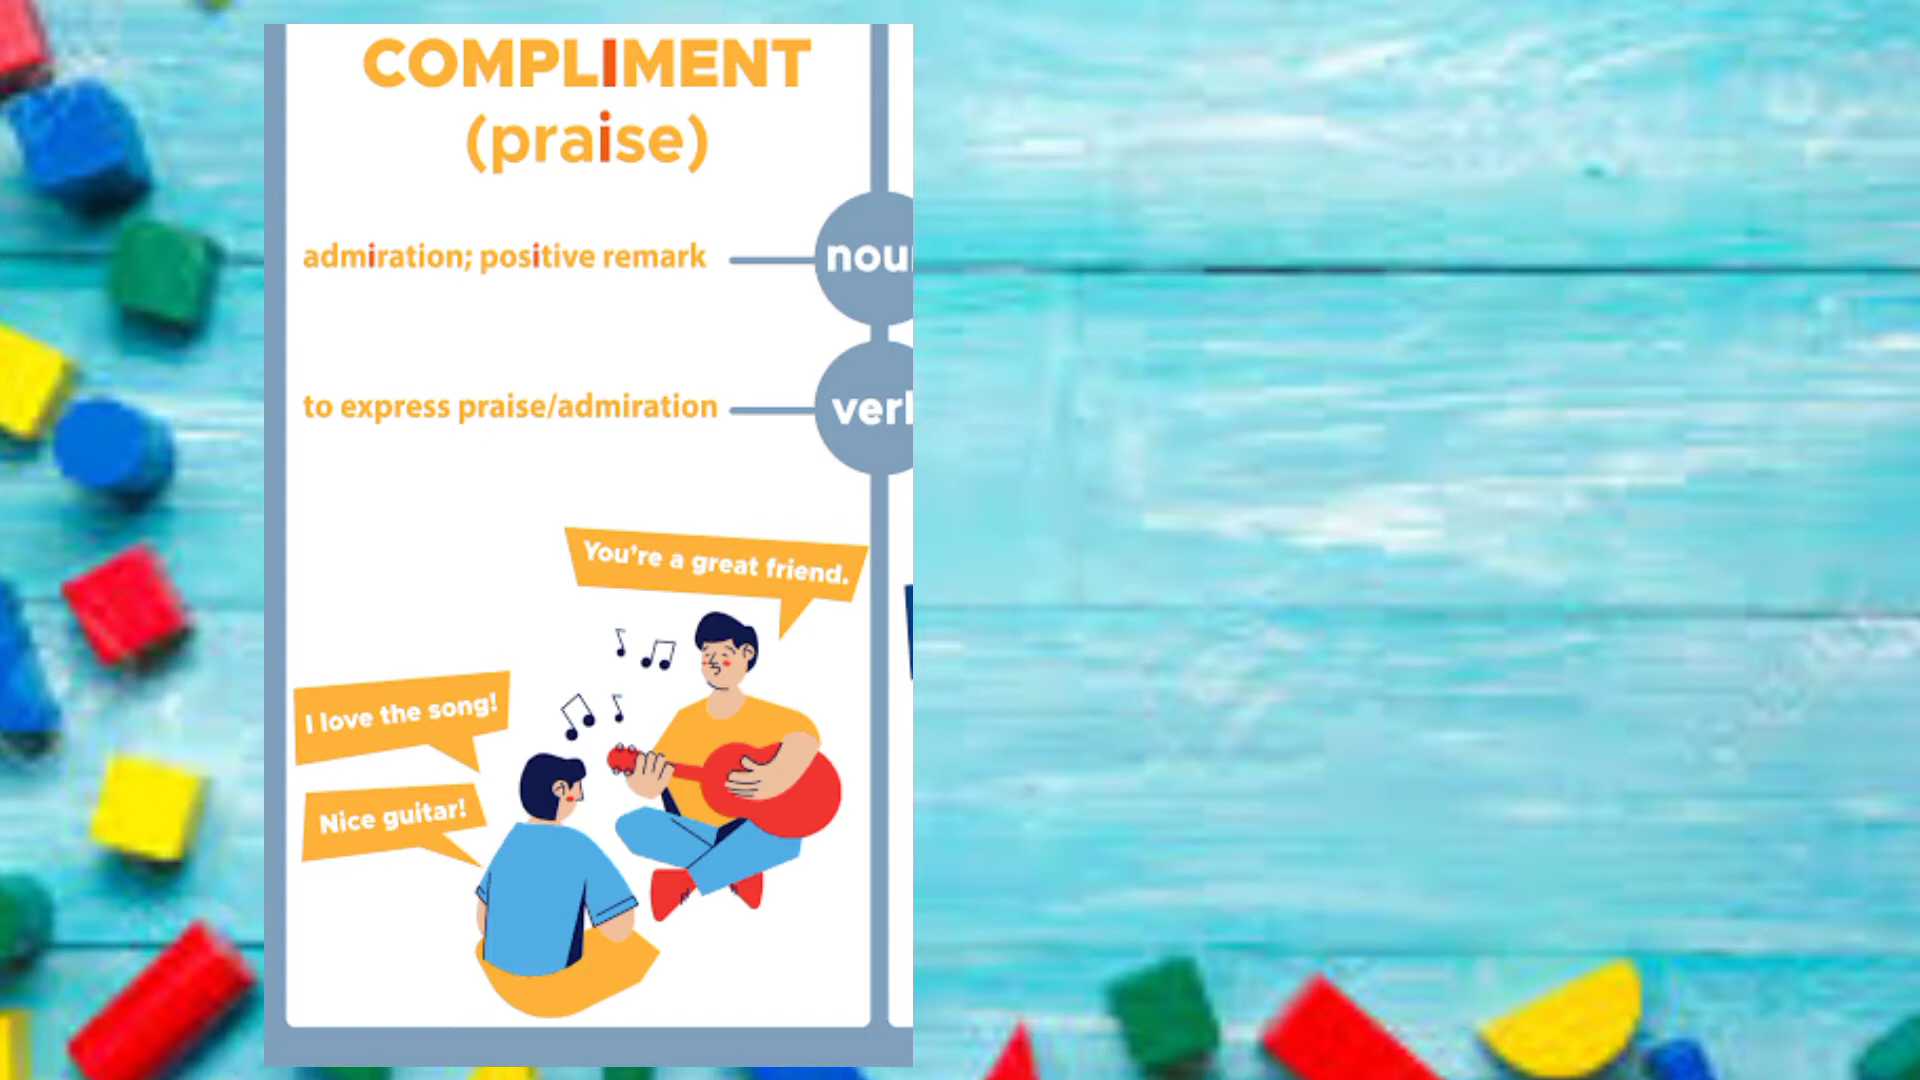 COMPLIMENT
(praise)
admiration; positive remark
to express praise/admiration
You're a great friend.
I love the song!
Nice guitar!